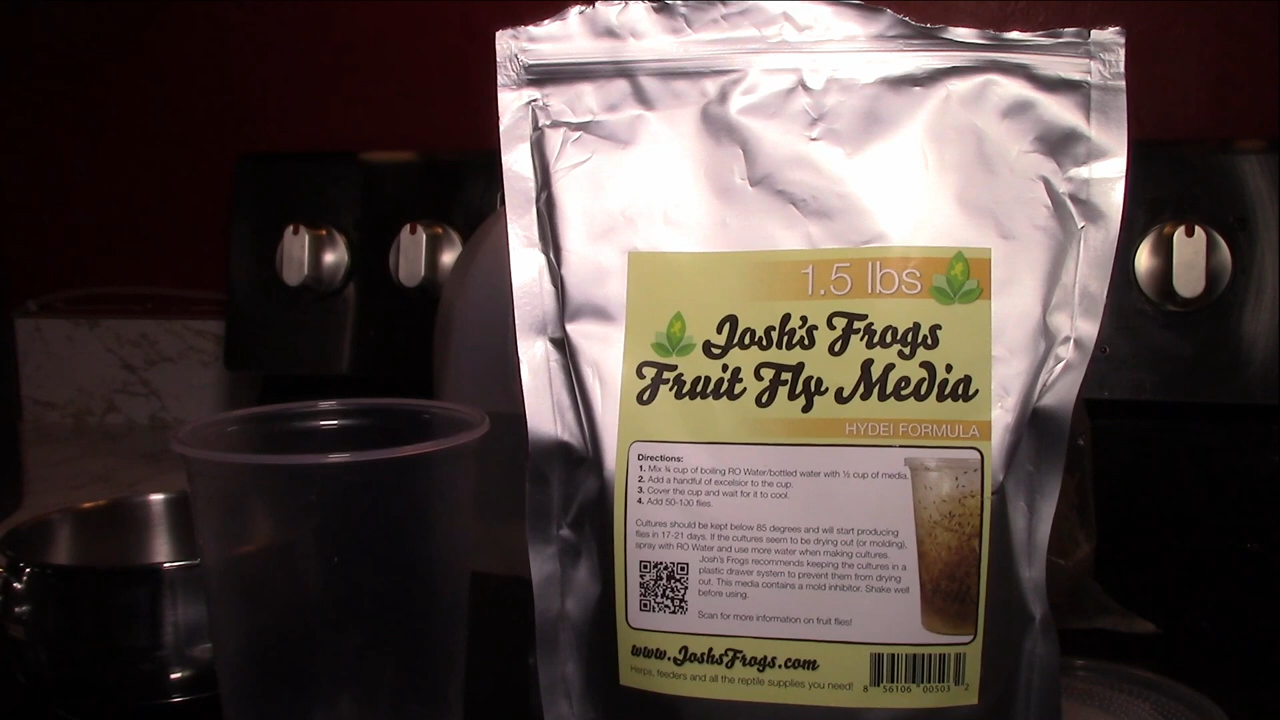 1.5 lbs
Josh's Frogs
Fruit Fly Media
HYDEI FORMULA
Directions:
1. Mix ¾ cup of boiling RO Water/bottled water with ½ cup of media.
2. Add a handful of excelsior to the cup.
3. Cover the cup and wait for it to cool.
4. Add 50-100 flies.
Cultures should be kept below 85 degrees and will start producing
flies in 17-21 days. If the cultures seem to be drying out (or molding),
spray with RO Water and use more water when making cultures.
Josh's Frogs recommends keeping the cultures in a
plastic drawer system to prevent them from drying
out. This media contains a mold inhibitor. Shake well
before using.
Scan for more information on fruit flies!
www.JoshsFrogs.com
Herps, feeders and all the reptile supplies you need!
8 56106 00503 2